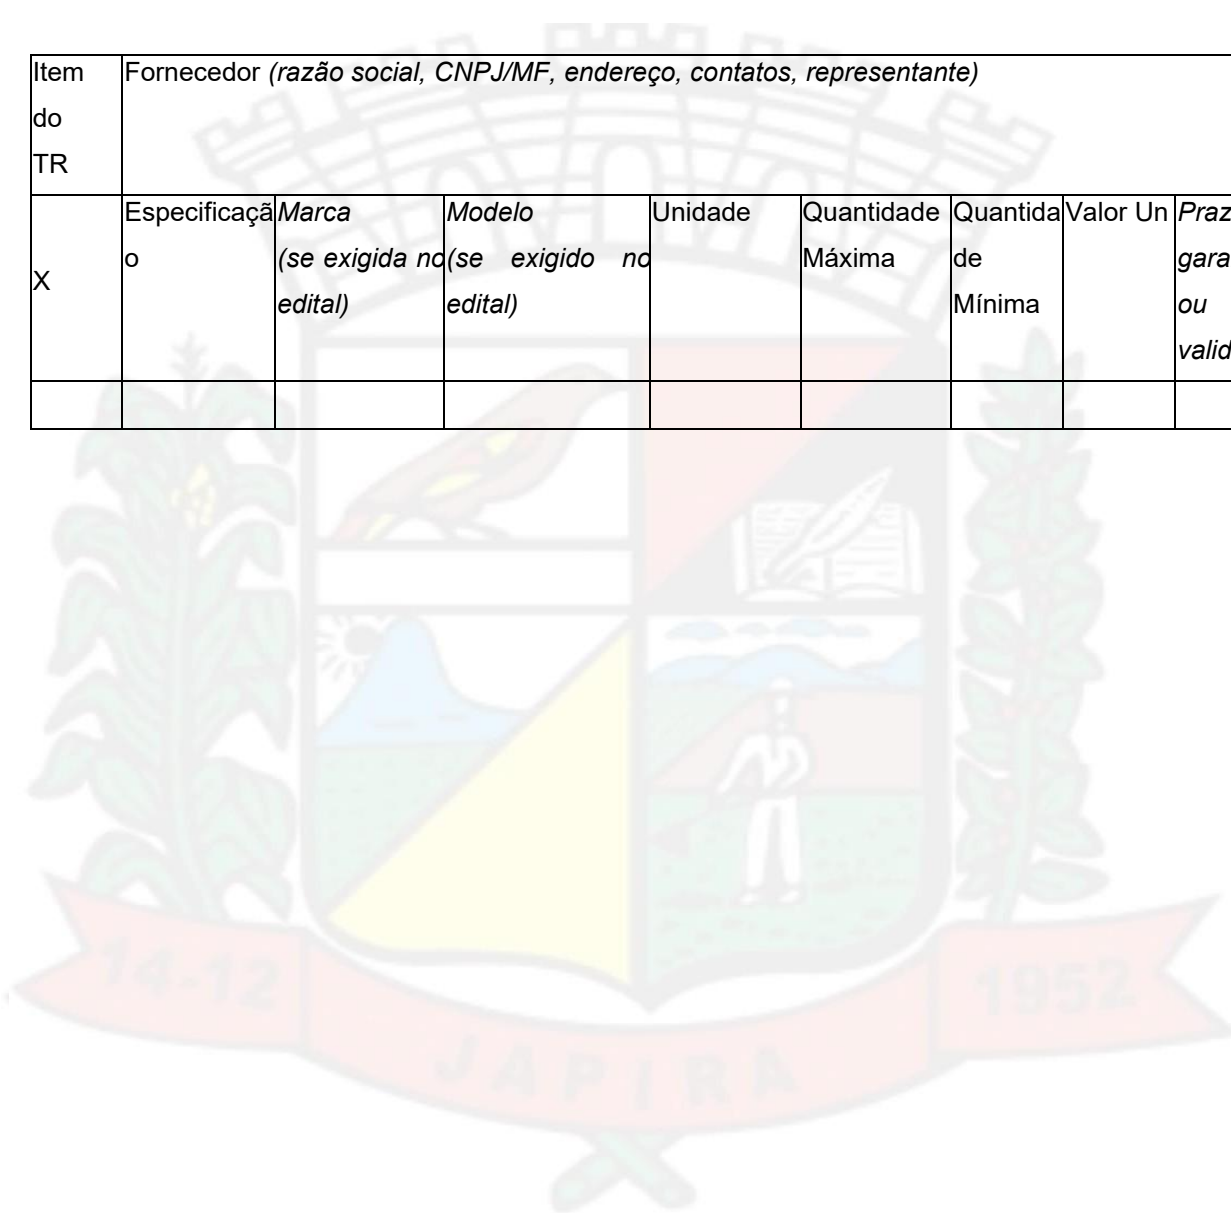 Item do TR
Fornecedor (razão social, CNPJ/MF, endereço, contatos, representante)
X
Especificação
Marca (se exigida no edital)
Modelo (se exigido no edital)
Unidade
Quantidade Máxima
Quantidade Mínima
Valor Un
Praz
gara
ou
valid
14-12
1952
JAPIRA